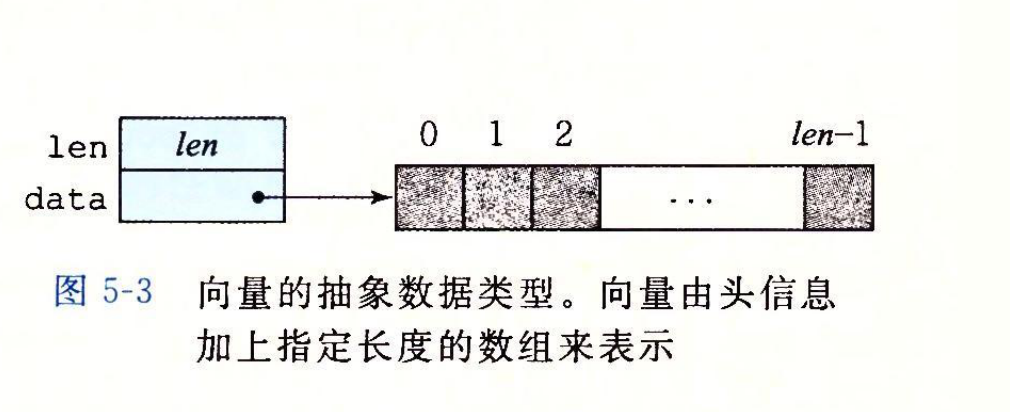 0 1 2 len−1
len len
data
...
图 5-3 向量的抽象数据类型。向量由头信息
加上指定长度的数组来表示